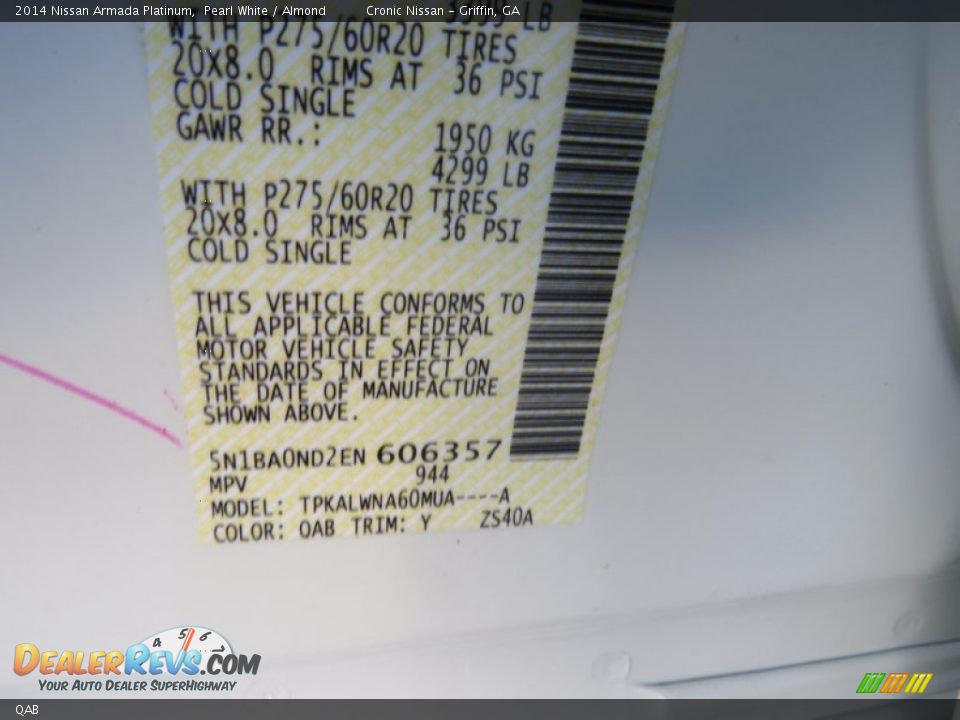 2014 Nissan Armada Platinum, Pearl White / Almond Cronic Nissan - Griffin, GA
LB
WITH P275/60R20 TIRES
20X8.0 RIMS AT 36 PSI
COLD SINGLE
GAWR RR.: 1950 KG
4299 LB
WITH P275/60R20 TIRES
20X8.0 RIMS AT 36 PSI
COLD SINGLE
THIS VEHICLE CONFORMS TO
ALL APPLICABLE FEDERAL
MOTOR VEHICLE SAFETY
STANDARDS IN EFFECT ON
THE DATE OF MANUFACTURE
SHOWN ABOVE.
5N1BA0ND2EN 606357
MPV 944
MODEL: TPKALWNA60MUA----A
COLOR: QAB TRIM: Y ZS40A
4 5 6
DEALERREVS.COM
YOUR AUTO DEALER SUPERHIGHWAY
QAB